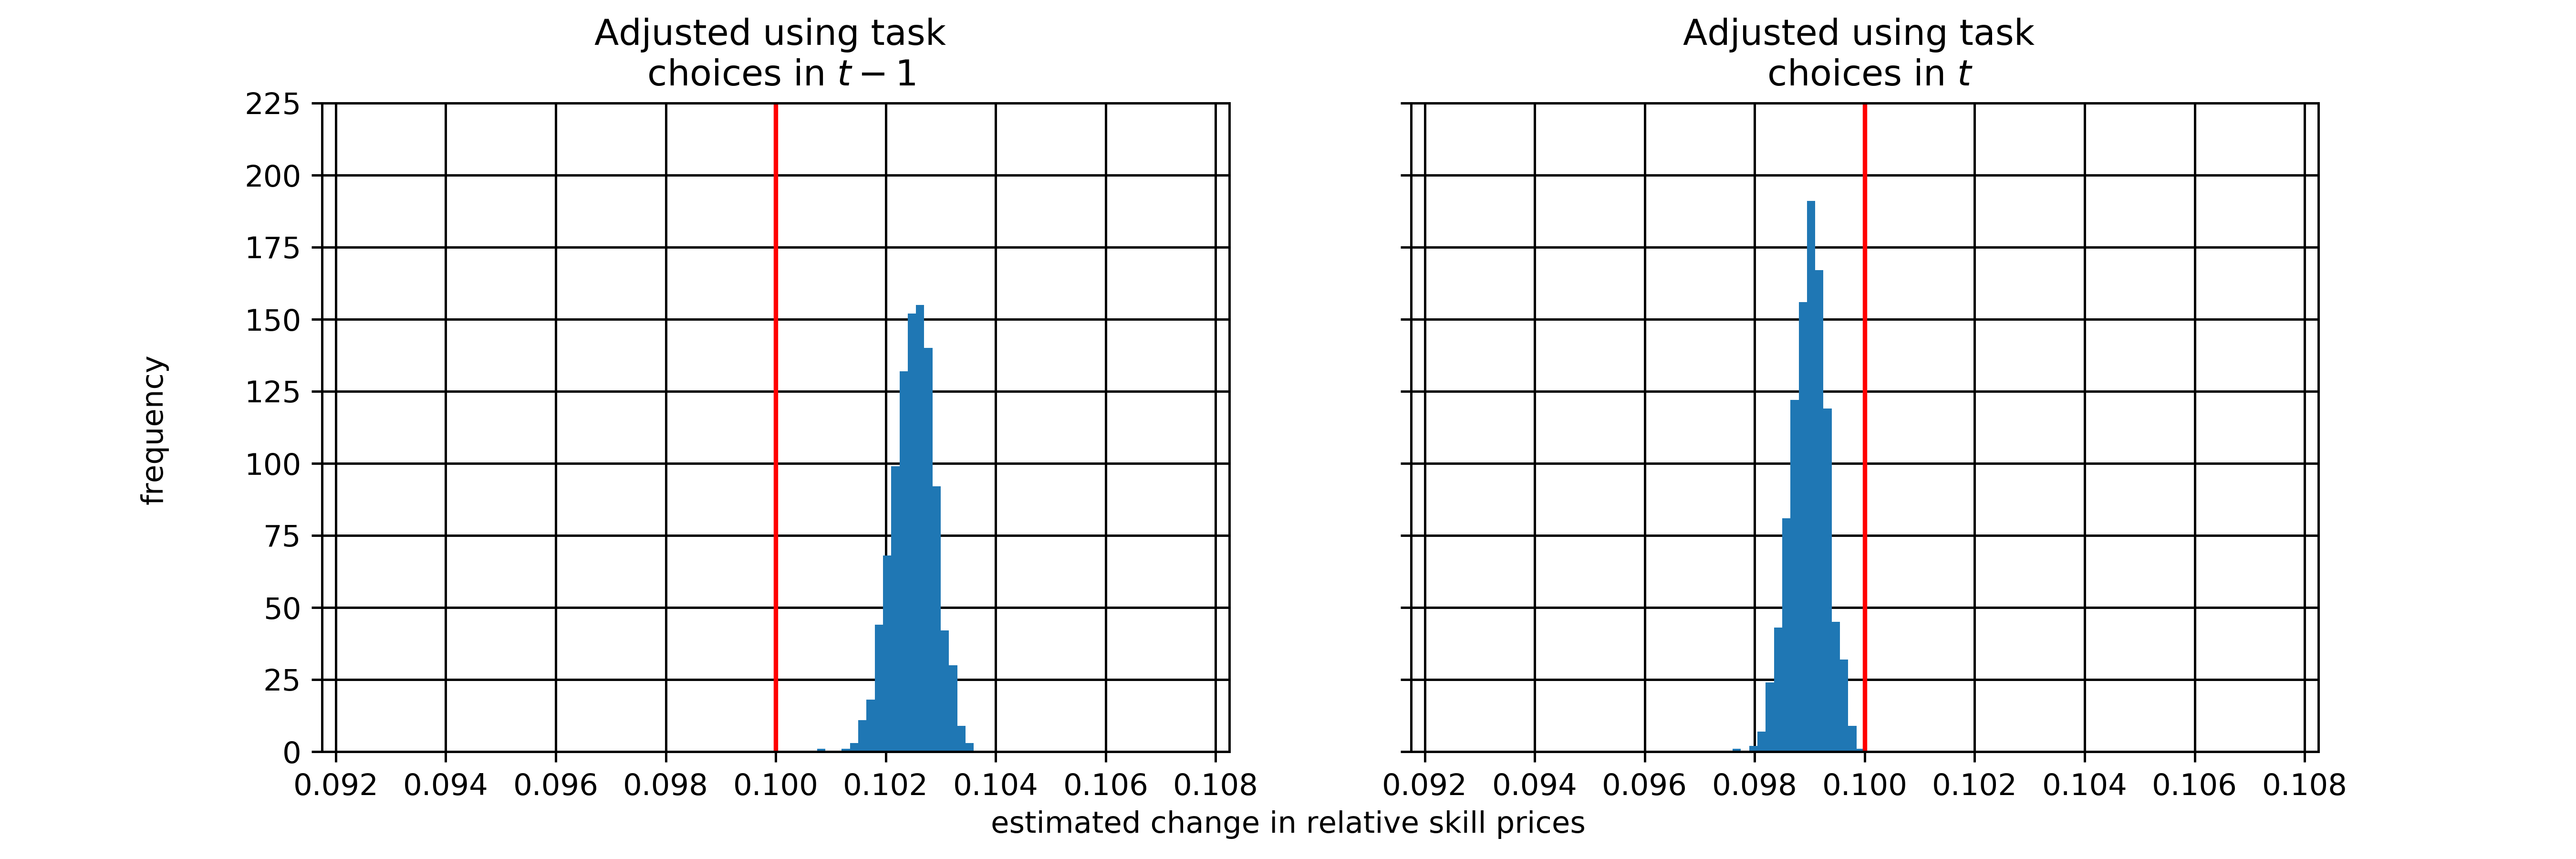 Adjusted using task
choices in t − 1
Adjusted using task
choices in t
frequency
225
200
175
150
125
100
75
50
25
0
0.092 0.094 0.096 0.098 0.100 0.102 0.104 0.106 0.108
0.092 0.094 0.096 0.098 0.100 0.102 0.104 0.106 0.108
estimated change in relative skill prices